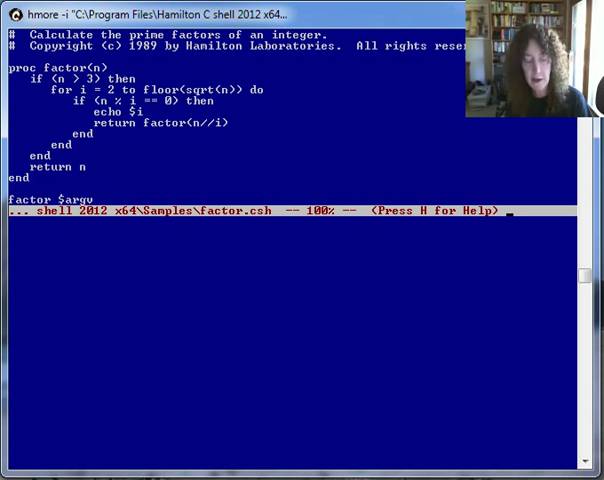 hmore -i "C:\Program Files\Hamilton C shell 2012 x64...
#  Calculate the prime factors of an integer.
#  Copyright (c) 1989 by Hamilton Laboratories.  All rights rese
proc factor(n)
   if (n > 3) then
      for i = 2 to floor(sqrt(n)) do
         if (n % i == 0) then
            echo $i
            return factor(n//i)
         end
      end
   end
   return n
end
factor $argv
... shell 2012 x64\Samples\factor.csh  -- 100% --  (Press H for Help)